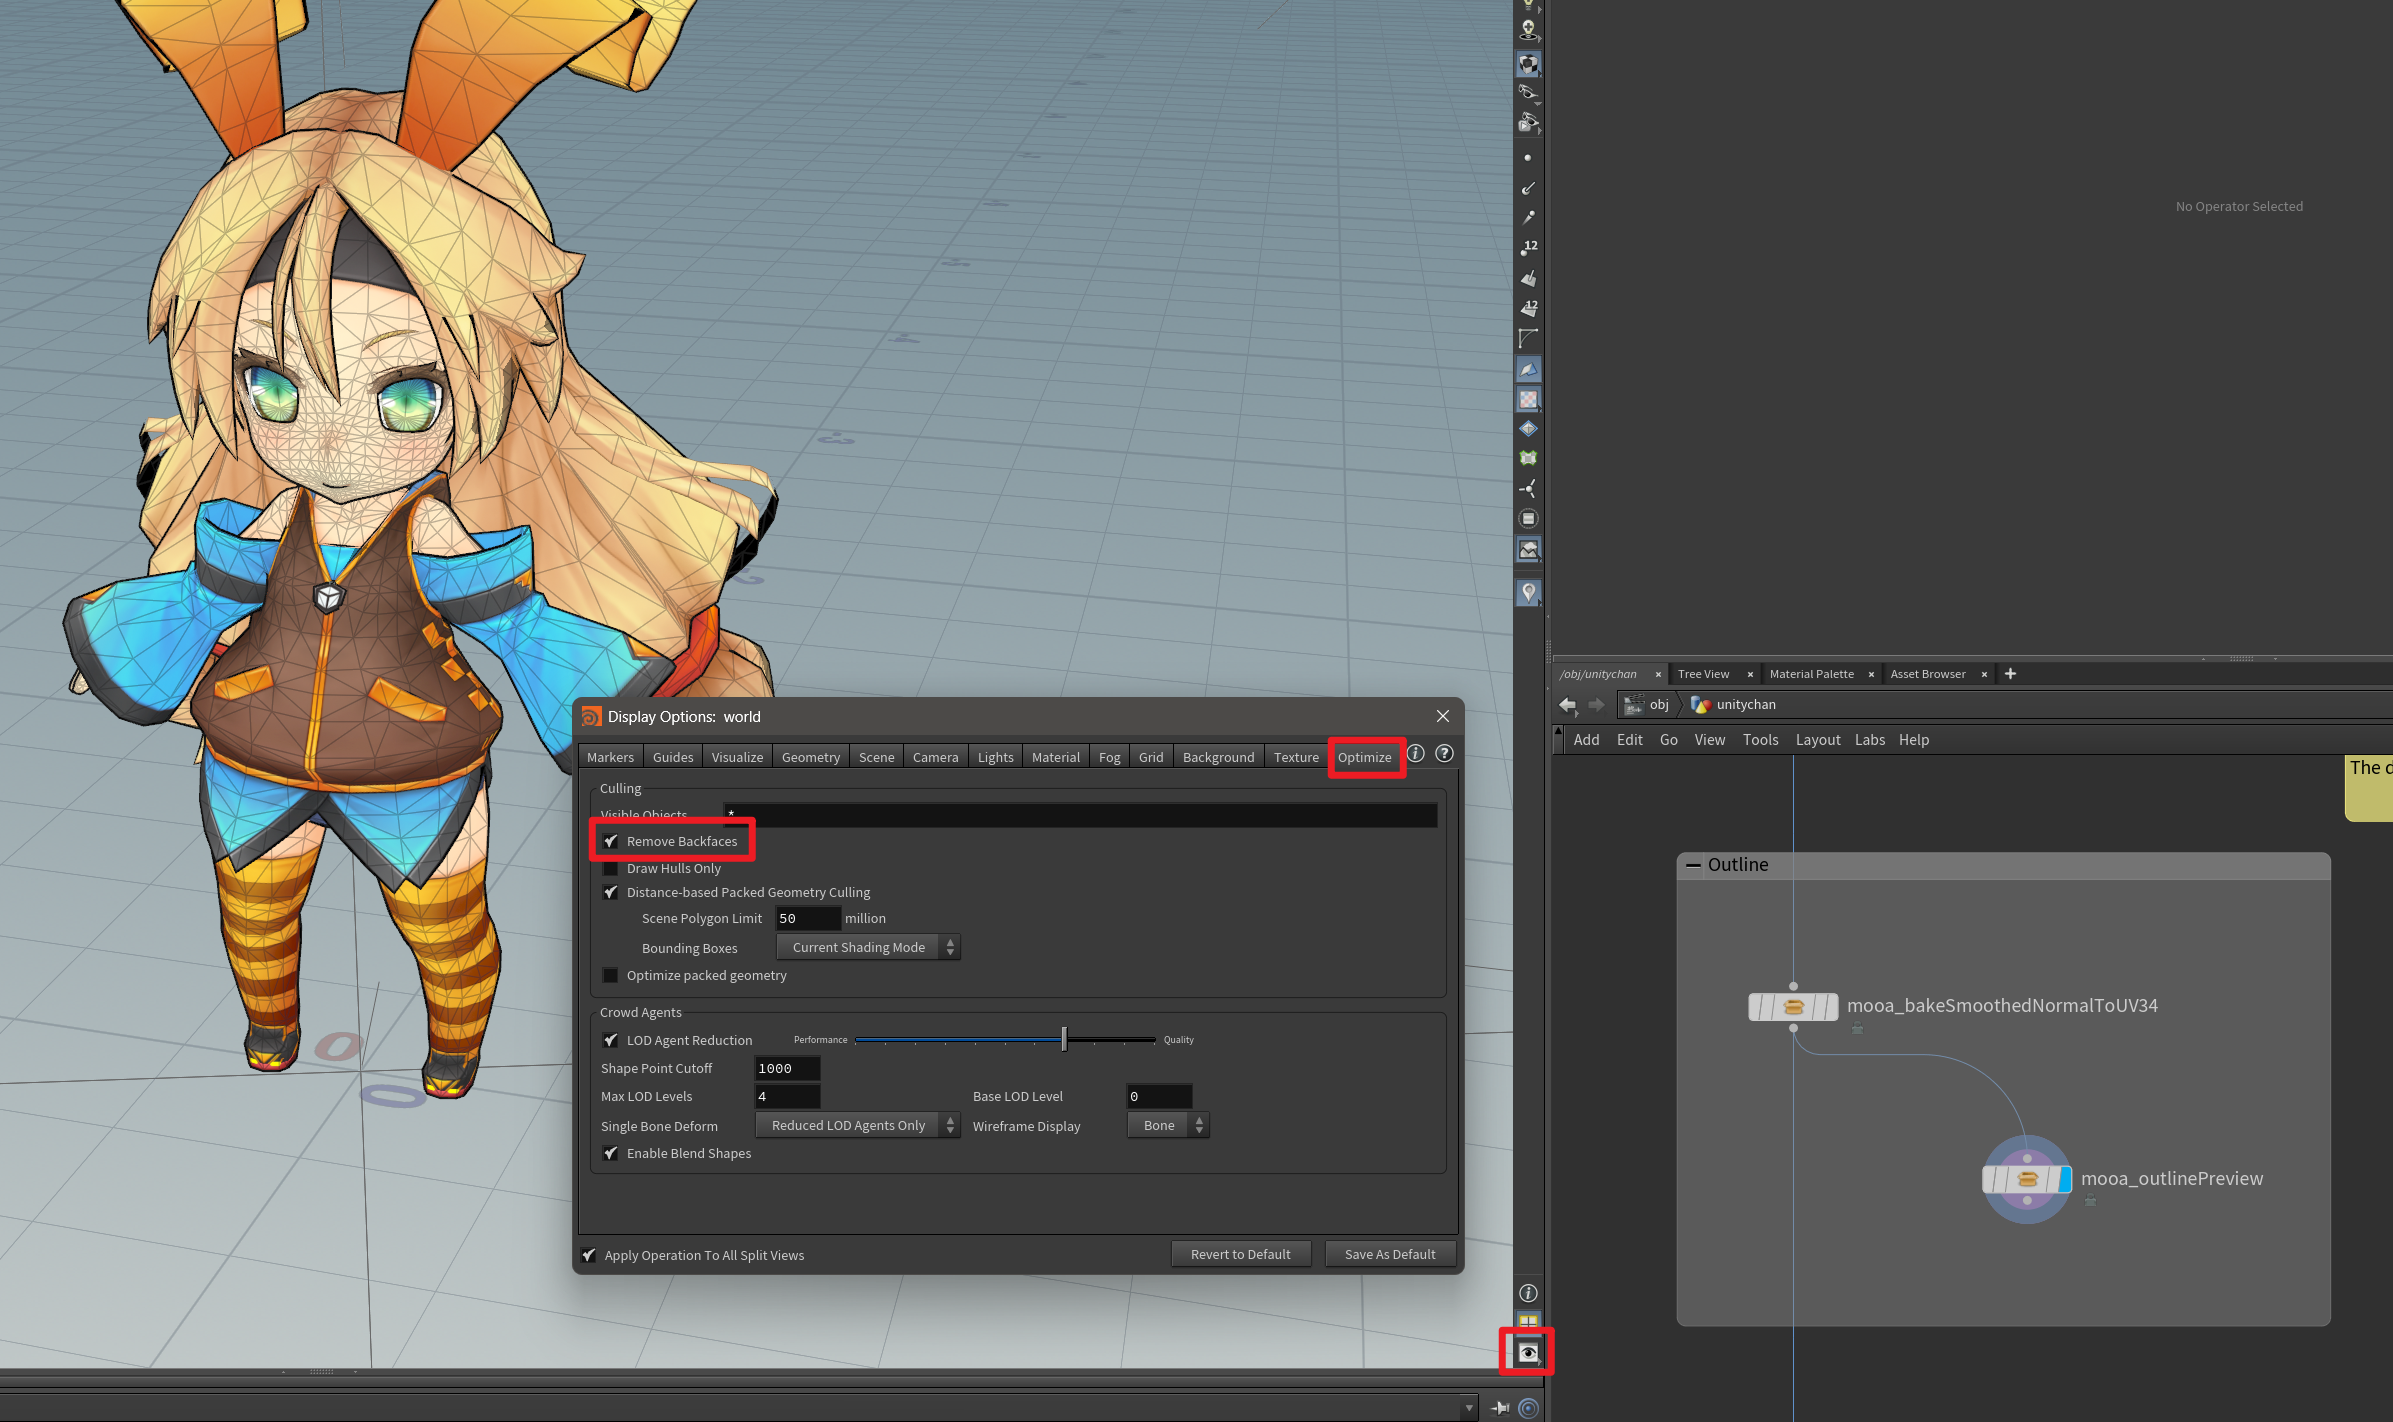 No Operator Selected
12
12
/obj/unitychan × Tree View × Material Palette × Asset Browser × +
obj unitychan
Add Edit Go View Tools Layout Labs Help
The d
Outline
mooa_bakeSmoothedNormalToUV34
mooa_outlinePreview
Display Options: world
Markers Guides Visualize Geometry Scene Camera Lights Material Fog Grid Background Texture Optimize
Culling
Visible Objects *
Remove Backfaces
Draw Hulls Only
Distance-based Packed Geometry Culling
Scene Polygon Limit 50 million
Bounding Boxes Current Shading Mode
Optimize packed geometry
Crowd Agents
LOD Agent Reduction Performance Quality
Shape Point Cutoff 1000
Max LOD Levels 4 Base LOD Level 0
Single Bone Deform Reduced LOD Agents Only Wireframe Display Bone
Enable Blend Shapes
Apply Operation To All Split Views Revert to Default Save As Default
0
0